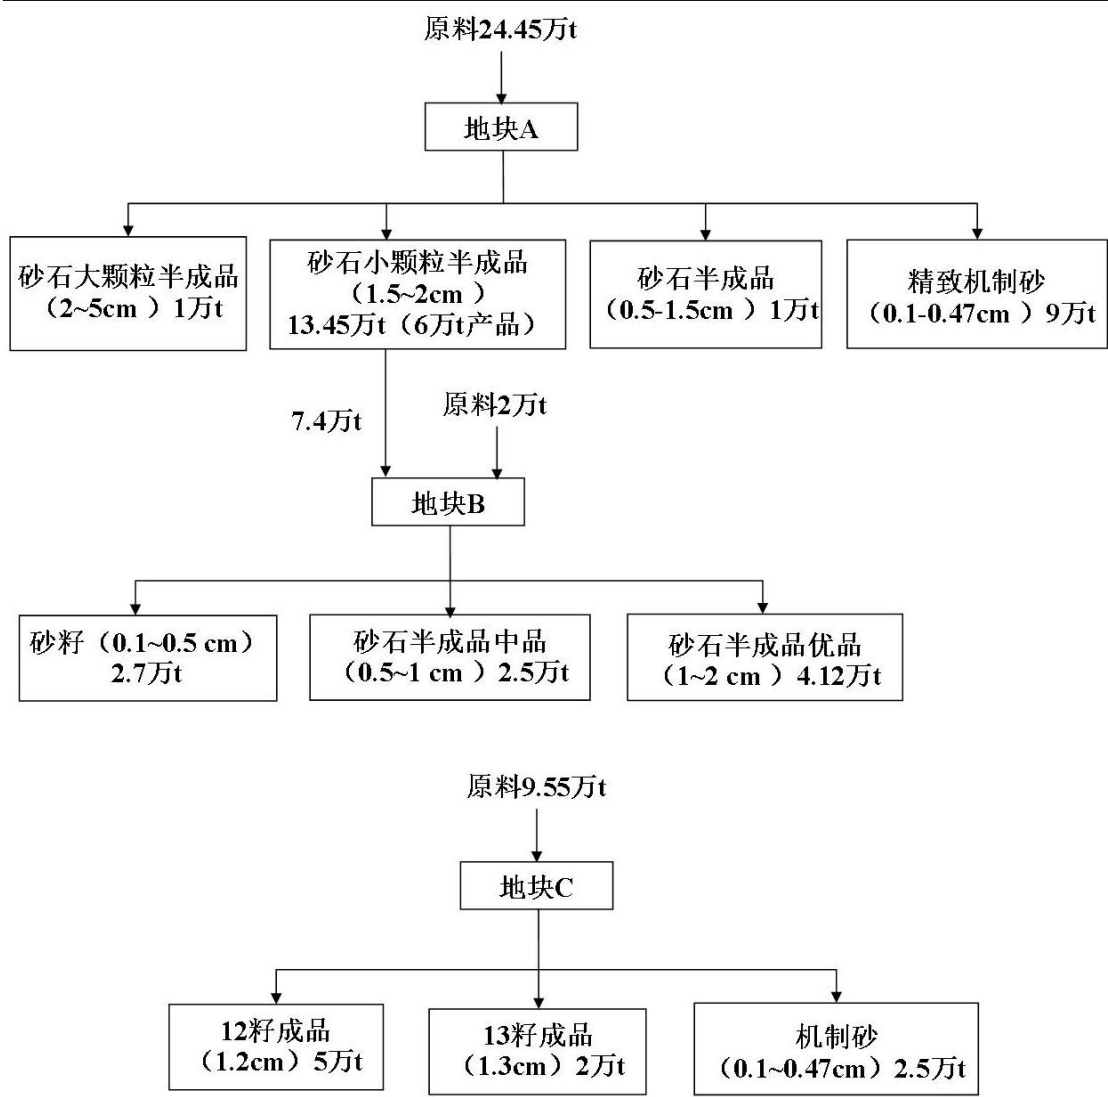 原料24.45万t
地块A
砂石大颗粒半成品
（2~5cm ）1万t
砂石小颗粒半成品
（1.5~2cm ）
13.45万t（6万t产品）
砂石半成品
（0.5-1.5cm ）1万t
精致机制砂
（0.1-0.47cm ）9万t
7.4万t
原料2万t
地块B
砂籽（0.1~0.5 cm）
2.7万t
砂石半成品中品
（0.5~1 cm ）2.5万t
砂石半成品优品
（1~2 cm ）4.12万t
原料9.55万t
地块C
12籽成品
（1.2cm）5万t
13籽成品
（1.3cm）2万t
机制砂
（0.1~0.47cm）2.5万t